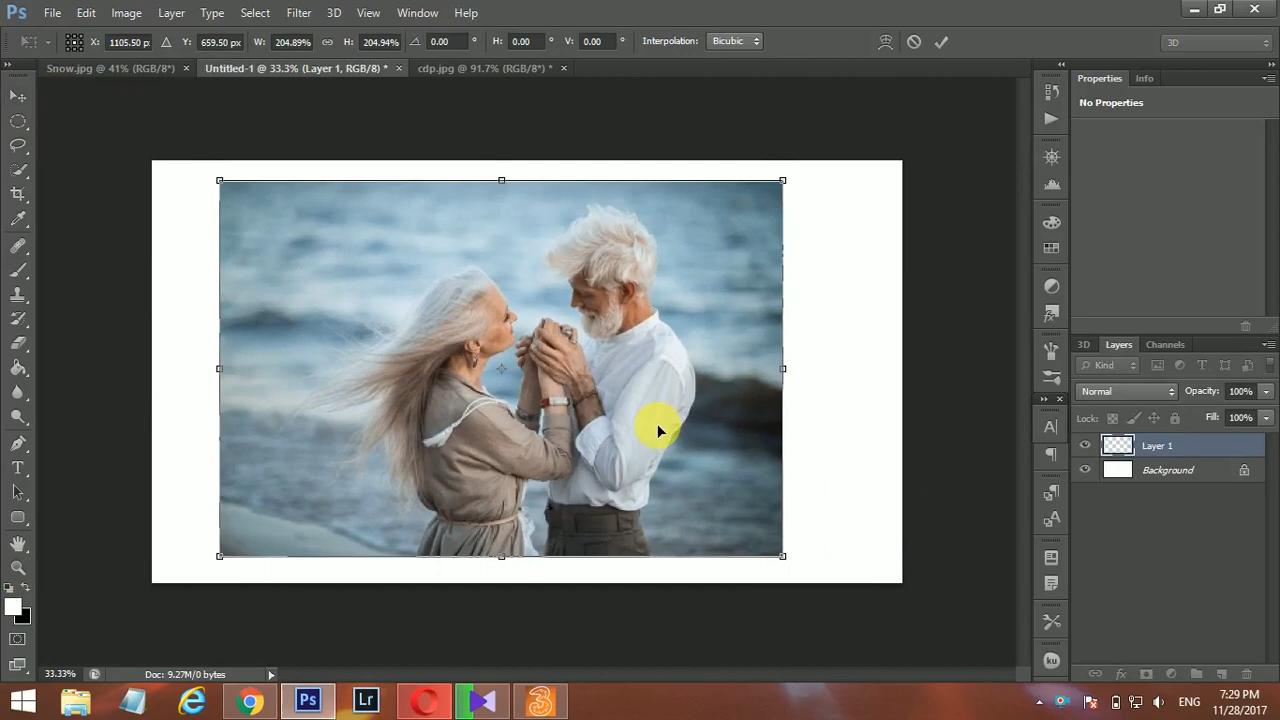 Ps File Edit Image Layer Type Select Filter 3D View Window Help
X: 1105.50 px Y: 659.50 px W: 204.89% H: 204.94% 0.00 ° H: 0.00 ° V: 0.00 ° Interpolation: Bicubic 3D
Snow.jpg @ 41% (RGB/8*) × Untitled-1 @ 33.3% (Layer 1, RGB/8) * × cdp.jpg @ 91.7% (RGB/8*) * ×
Properties Info
No Properties
3D Layers Channels
Kind
Normal Opacity: 100%
Lock: Fill: 100%
Layer 1
Background
ku
33.33% Doc: 9.27M/0 bytes
Ps Lr 3 ENG 7:29 PM
11/28/2017